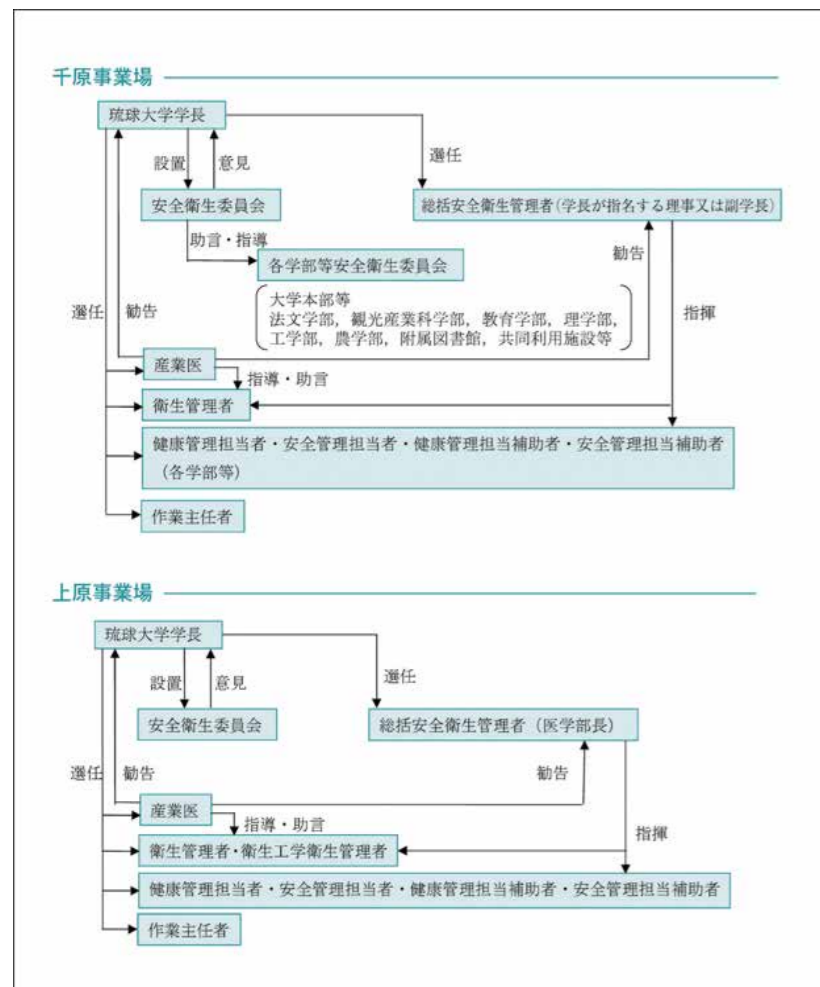 千原事業場
琉球大学学長
設置
意見
選任
安全衛生委員会
総括安全衛生管理者(学長が指名する理事又は副学長)
助言・指導
勧告
各学部等安全衛生委員会
大学本部等
法文学部，観光産業科学部，教育学部，理学部，
工学部，農学部，附属図書館，共同利用施設等
選任
勧告
指揮
産業医
指導・助言
衛生管理者
健康管理担当者・安全管理担当者・健康管理担当補助者・安全管理担当補助者
（各学部等）
作業主任者
上原事業場
琉球大学学長
設置
意見
選任
安全衛生委員会
総括安全衛生管理者（医学部長）
選任
勧告
勧告
産業医
指導・助言
指揮
衛生管理者・衛生工学衛生管理者
健康管理担当者・安全管理担当者・健康管理担当補助者・安全管理担当補助者
作業主任者